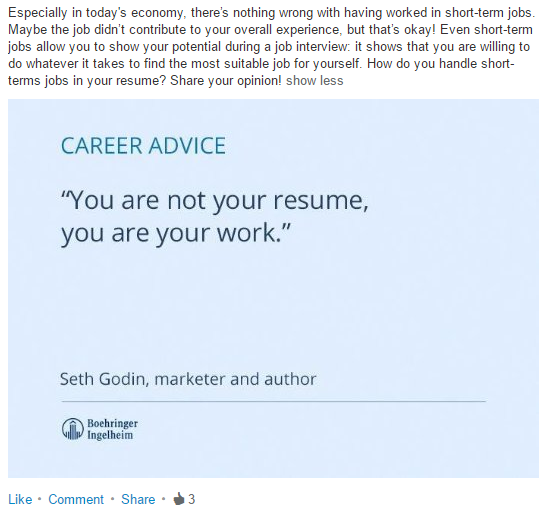 Especially in today's economy, there's nothing wrong with having worked in short-term jobs.
Maybe the job didn't contribute to your overall experience, but that's okay! Even short-term
jobs allow you to show your potential during a job interview: it shows that you are willing to
do whatever it takes to find the most suitable job for yourself. How do you handle short-
terms jobs in your resume? Share your opinion! show less
CAREER ADVICE
“You are not your resume,
you are your work.”
Seth Godin, marketer and author
Boehringer
Ingelheim
Like • Comment • Share • 3